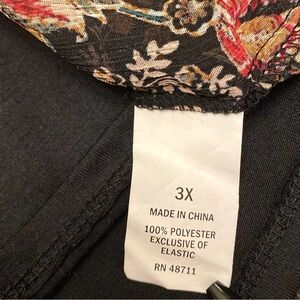 3X
MADE IN CHINA
100% POLYESTER
EXCLUSIVE OF
ELASTIC
RN 48711